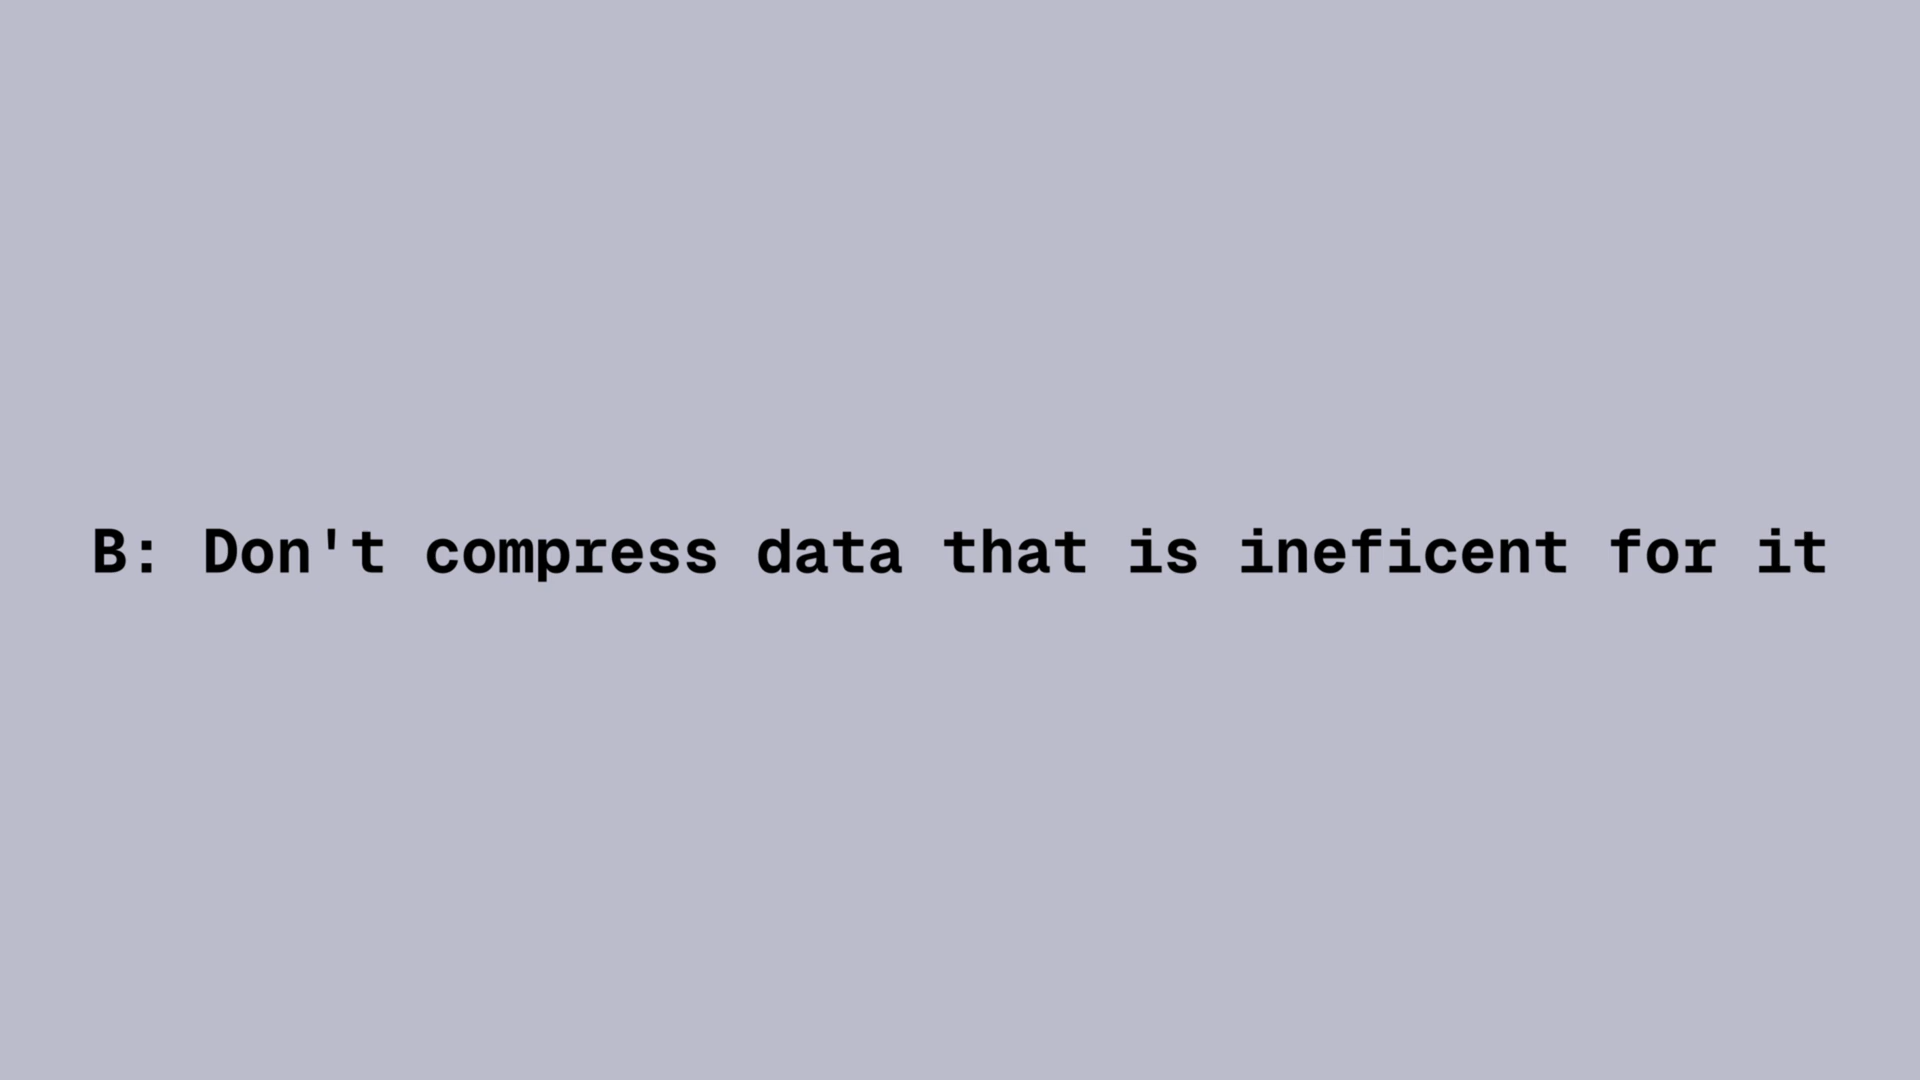 B: Don't compress data that is ineficent for it